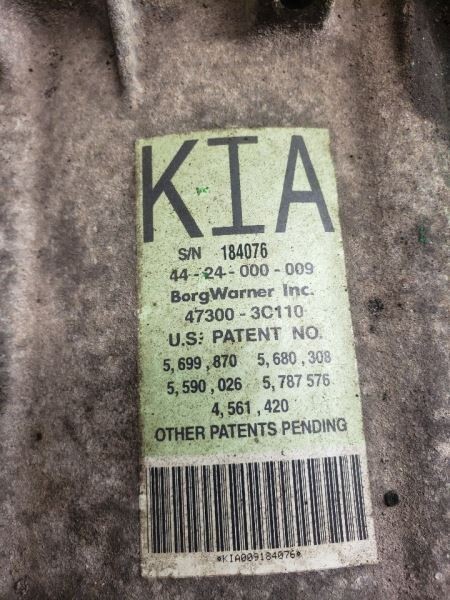 KIA
S/N 184076
44-24-000-009
BorgWarner Inc.
47300-3C110
U.S. PATENT NO.
5,699,870 5,680,308
5,590,026 5,787 576
4,561,420
OTHER PATENTS PENDING
*KIA009184076*